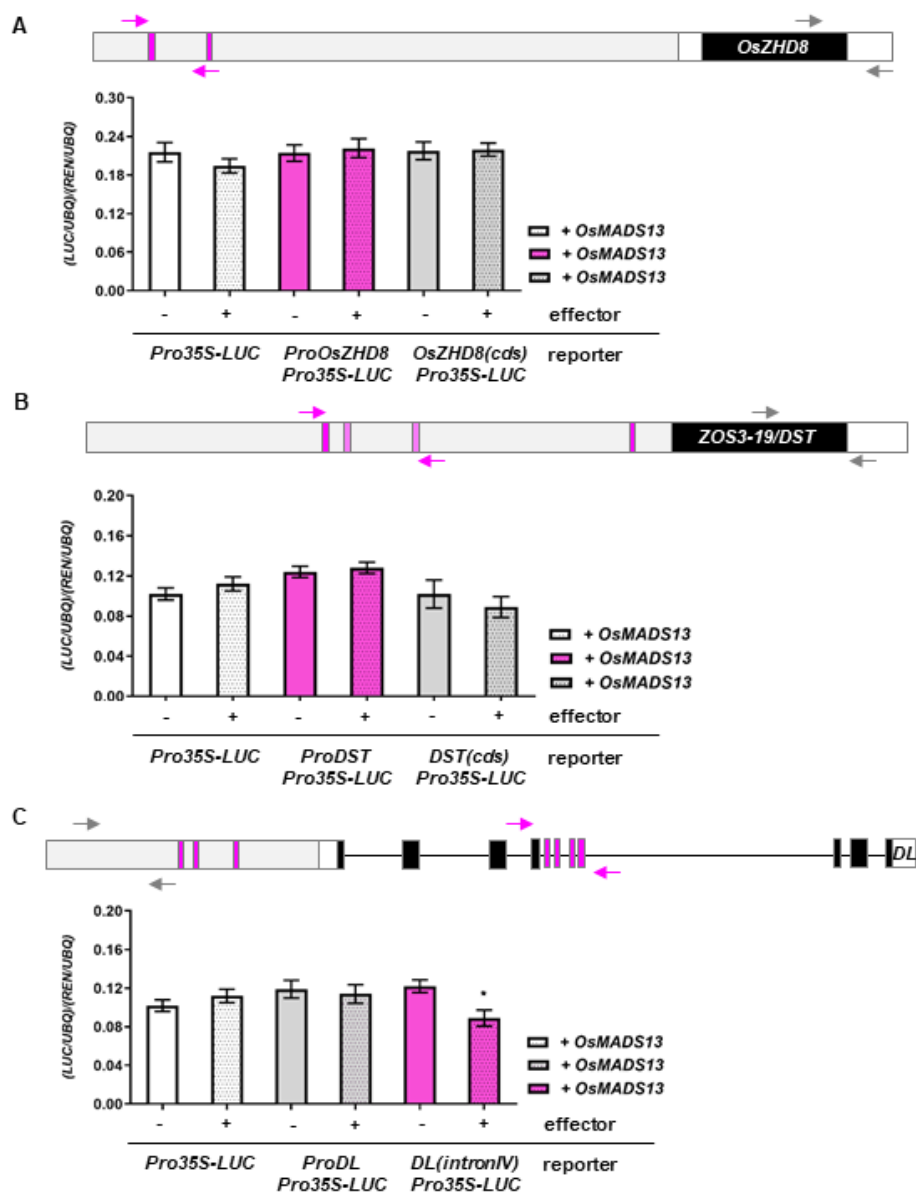 A
OsZHD8
(LUC/UBQ)/(REN/UBQ)
0.30
0.24
0.18
0.12
0.06
0.00
+ OsMADS13
+ OsMADS13
+ OsMADS13
- + - + - + effector
Pro35S-LUC ProOsZHD8 OsZHD8(cds) reporter
Pro35S-LUC Pro35S-LUC
B
ZOS3-19/DST
(LUC/UBQ)/(REN/UBQ)
0.20
0.16
0.12
0.08
0.04
0.00
+ OsMADS13
+ OsMADS13
+ OsMADS13
- + - + - + effector
Pro35S-LUC ProDST DST(cds) reporter
Pro35S-LUC Pro35S-LUC
C
DL
(LUC/UBQ)/(REN/UBQ)
0.20
0.16
0.12
0.08
0.04
0.00
*
+ OsMADS13
+ OsMADS13
+ OsMADS13
- + - + - + effector
Pro35S-LUC ProDL DL(intronIV) reporter
Pro35S-LUC Pro35S-LUC